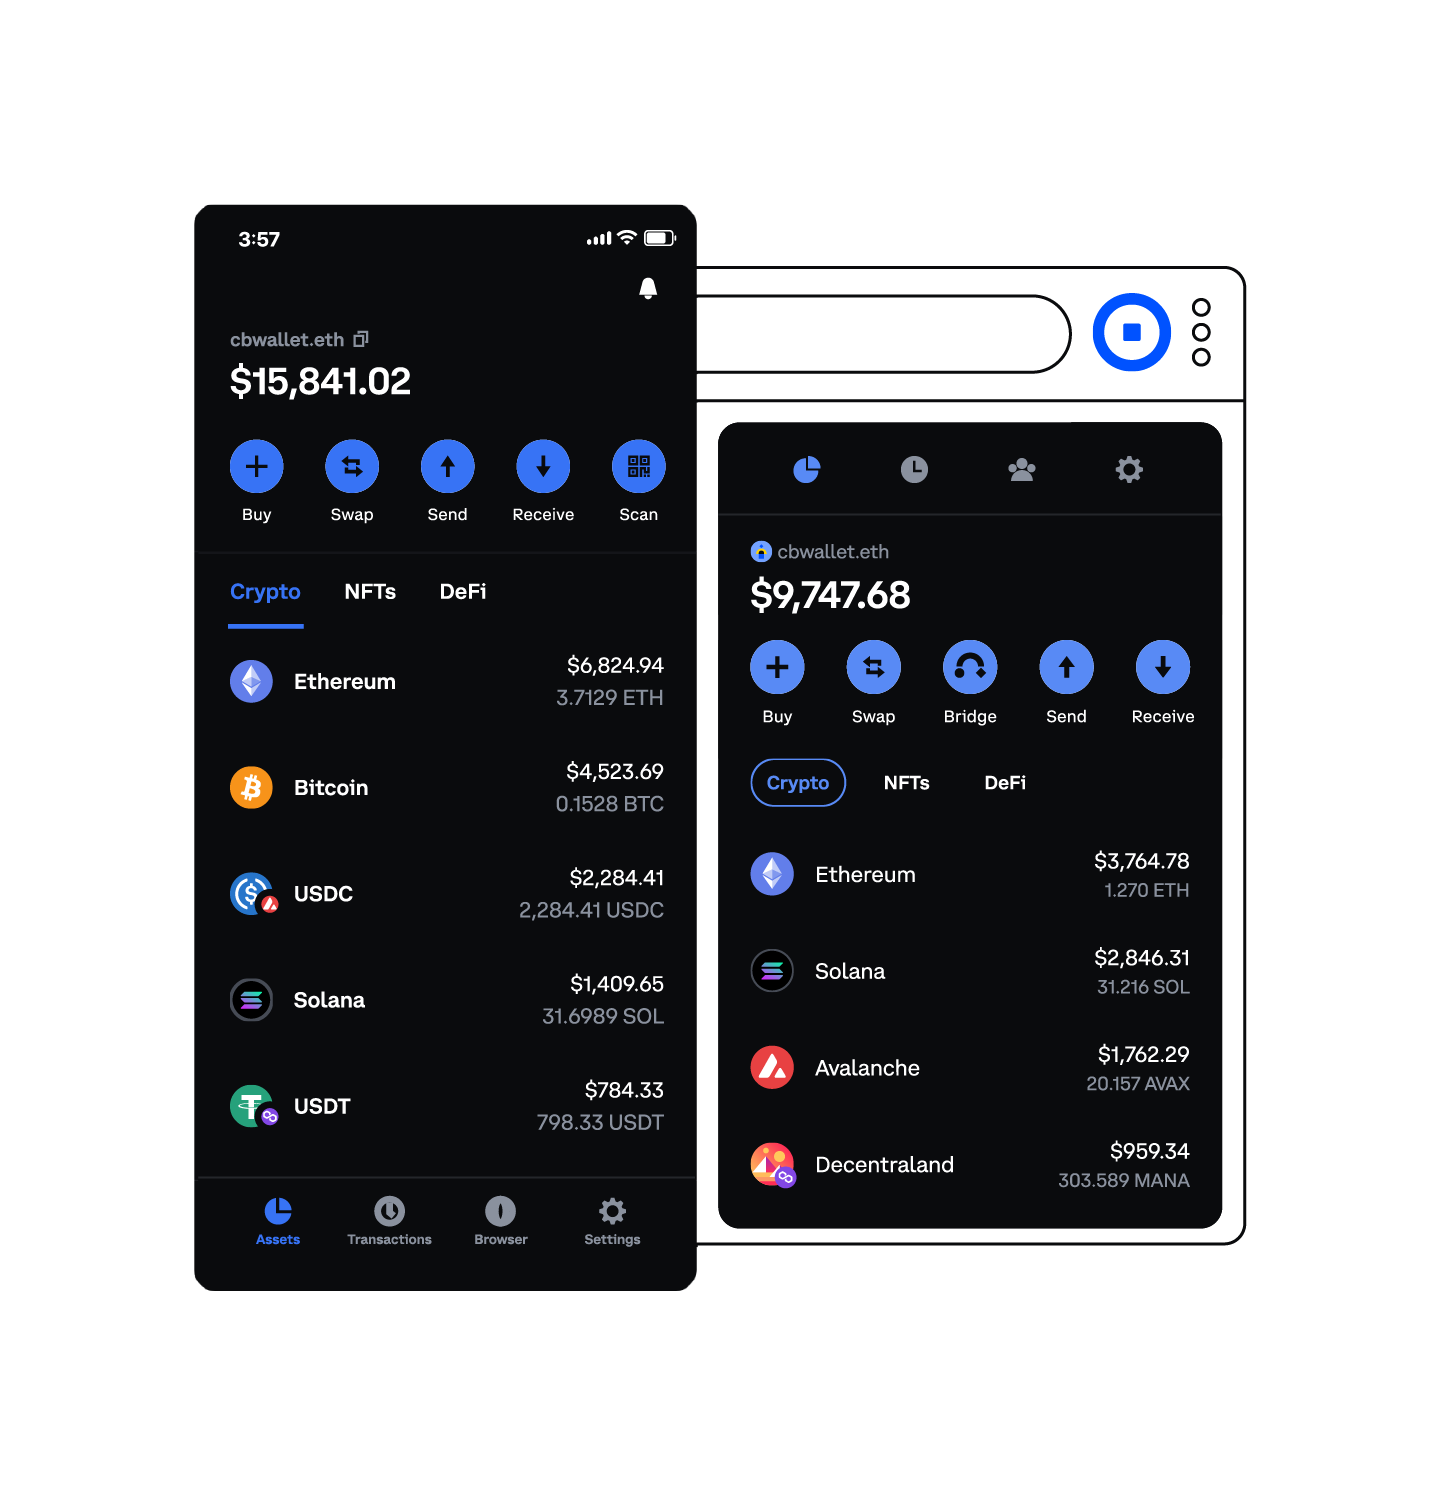 3:57
cbwallet.eth
$15,841.02
Buy Swap Send Receive Scan
Crypto NFTs DeFi
Ethereum $6,824.94
3.7129 ETH
Bitcoin $4,523.69
0.1528 BTC
USDC $2,284.41
2,284.41 USDC
Solana $1,409.65
31.6989 SOL
USDT $784.33
798.33 USDT
Assets Transactions Browser Settings
cbwallet.eth
$9,747.68
Buy Swap Bridge Send Receive
Crypto NFTs DeFi
Ethereum $3,764.78
1.270 ETH
Solana $2,846.31
31.216 SOL
Avalanche $1,762.29
20.157 AVAX
Decentraland $959.34
303.589 MANA